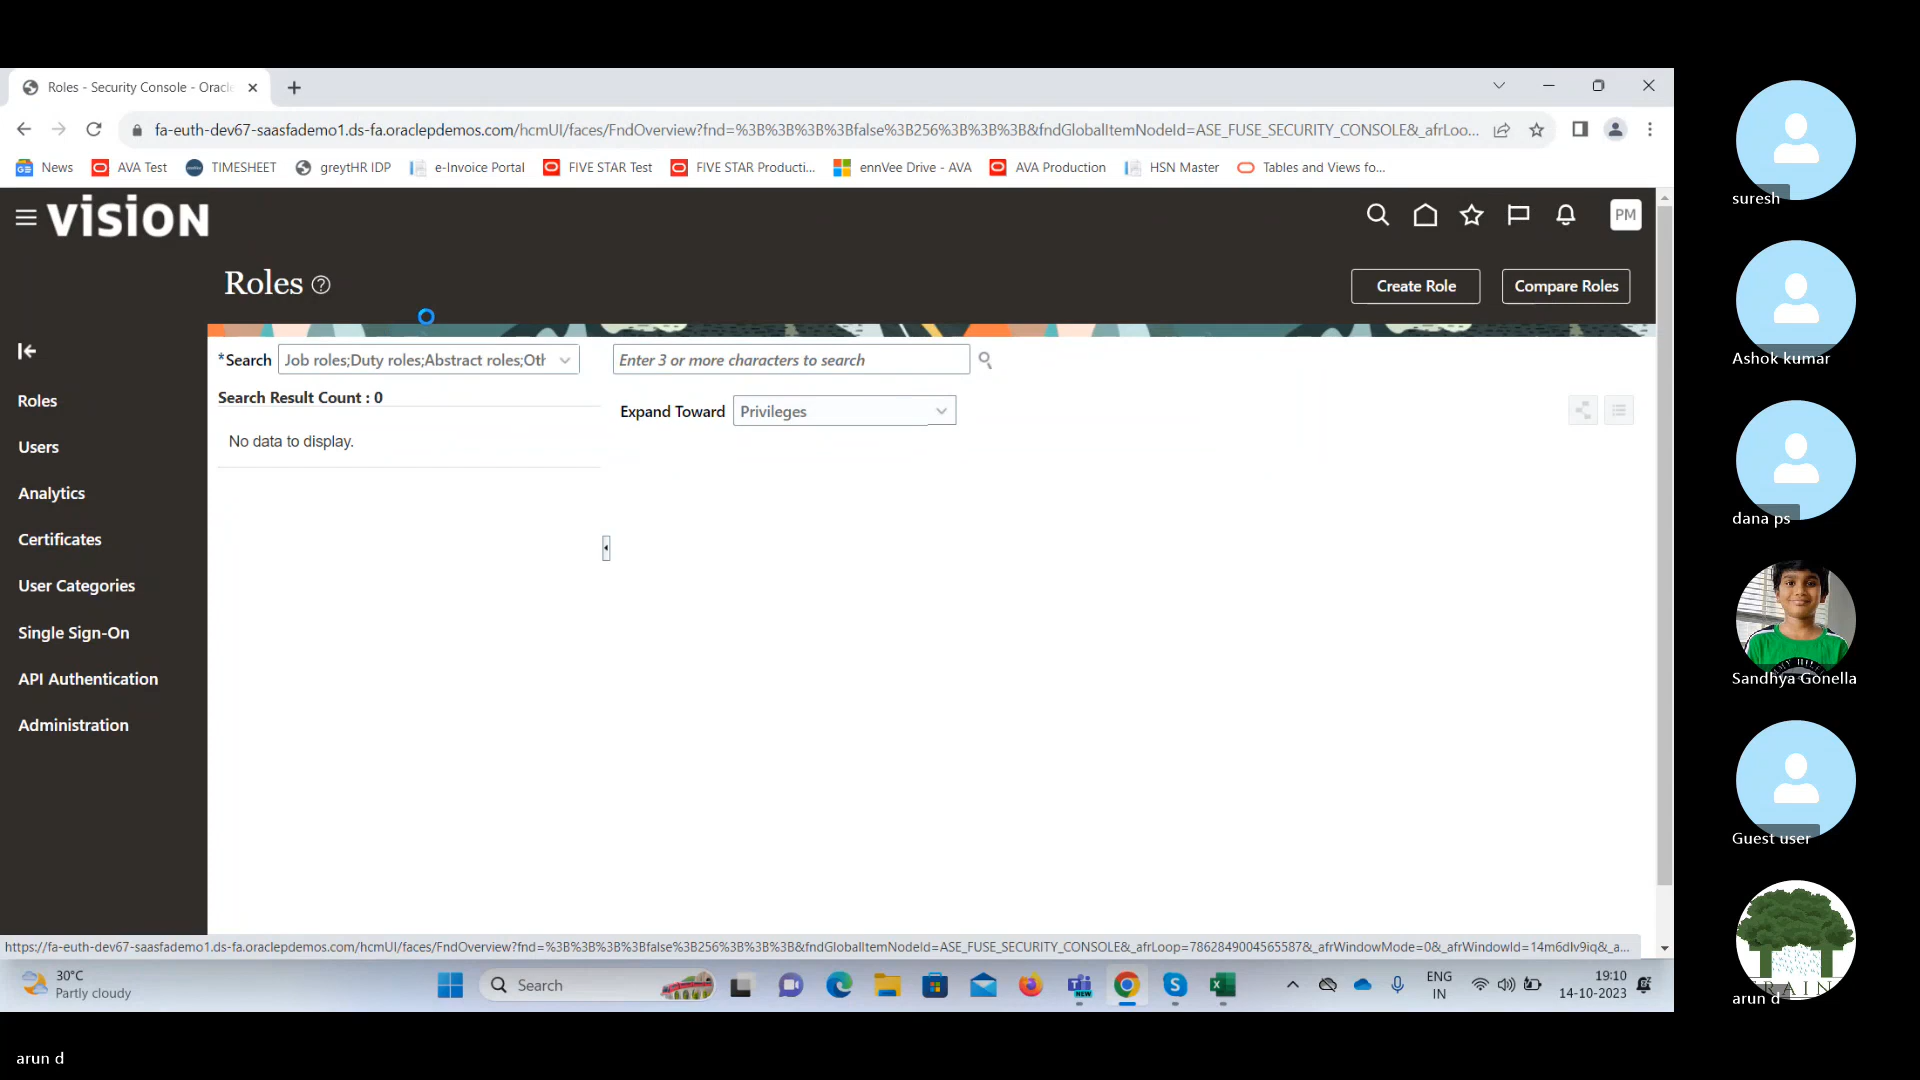 Roles - Security Console - Oracle
fa-euth-dev67-saasfademo1.ds-fa.oraclepdemos.com/hcmUI/faces/FndOverview?fnd=%3B%3B%3B%3Bfalse%3B256%3B%3B%3B&fndGlobalItemNodeId=ASE_FUSE_SECURITY_CONSOLE&_afrLoo...
News
AVA Test
TIMESHEET
greytHR IDP
e-Invoice Portal
FIVE STAR Test
FIVE STAR Producti...
ennVee Drive - AVA
AVA Production
HSN Master
Tables and Views fo...
VISION
PM
Roles
Create Role
Compare Roles
*Search
Job roles;Duty roles;Abstract roles;Oth
Enter 3 or more characters to search
Search Result Count : 0
Expand Toward
Privileges
No data to display.
Roles
Users
Analytics
Certificates
User Categories
Single Sign-On
API Authentication
Administration
https://fa-euth-dev67-saasfademo1.ds-fa.oraclepdemos.com/hcmUI/faces/FndOverview?fnd=%3B%3B%3B%3Bfalse%3B256%3B%3B%3B&fndGlobalItemNodeId=ASE_FUSE_SECURITY_CONSOLE&_afrLoop=78628490045655587&_afrWindowMode=0&_afrWindowId=14m6dlv9iq&_a...
30°C
Partly cloudy
Search
NEW
ENG
IN
19:10
14-10-2023
suresh
Ashok kumar
dana ps
Sandhya Gonella
Guest user
RAIN
arun d
arun d